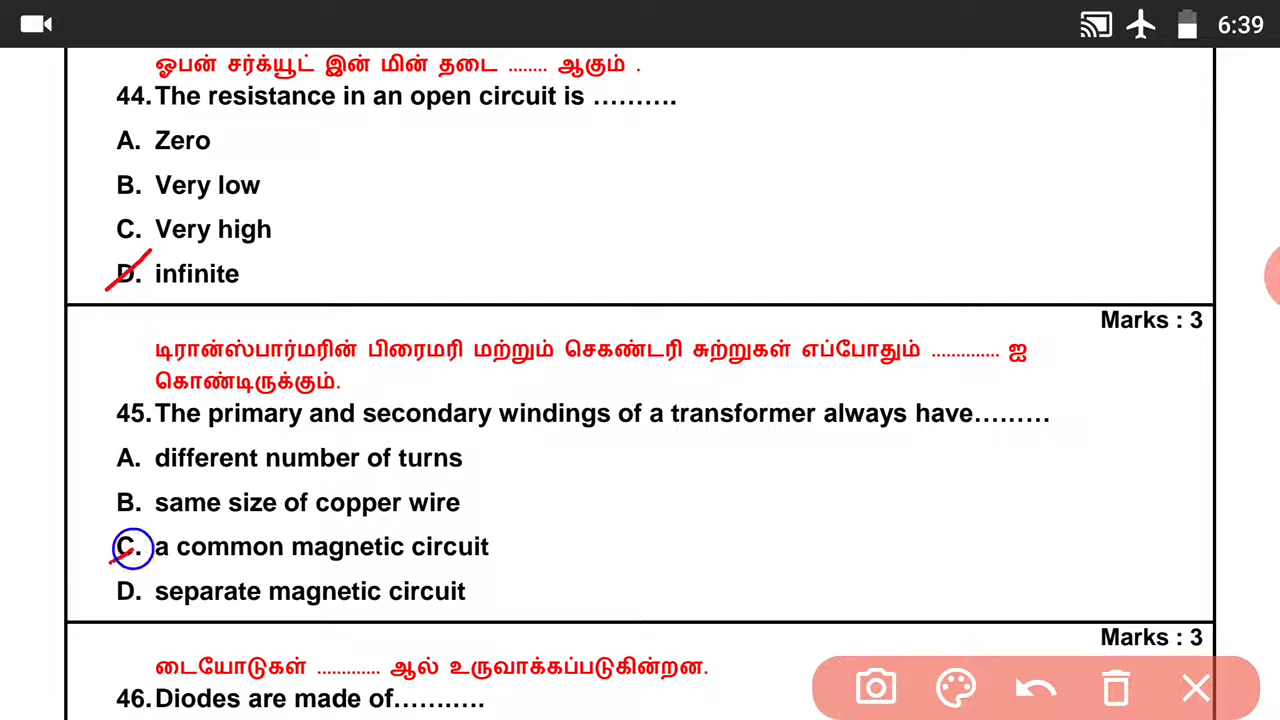 6:39
ஓபன் சர்க்யூட் இன் மின் தடை ........ ஆகும் .
44. The resistance in an open circuit is ……….
A. Zero
B. Very low
C. Very high
D. infinite
Marks : 3
டிரான்ஸ்பார்மரின் பிரைமரி மற்றும் செகண்டரி சுற்றுகள் எப்போதும் .............. ஐ
கொண்டிருக்கும்.
45. The primary and secondary windings of a transformer always have………
A. different number of turns
B. same size of copper wire
C. a common magnetic circuit
D. separate magnetic circuit
Marks : 3
டையோடுகள் ............. ஆல் உருவாக்கப்படுகின்றன.
46. Diodes are made of………..